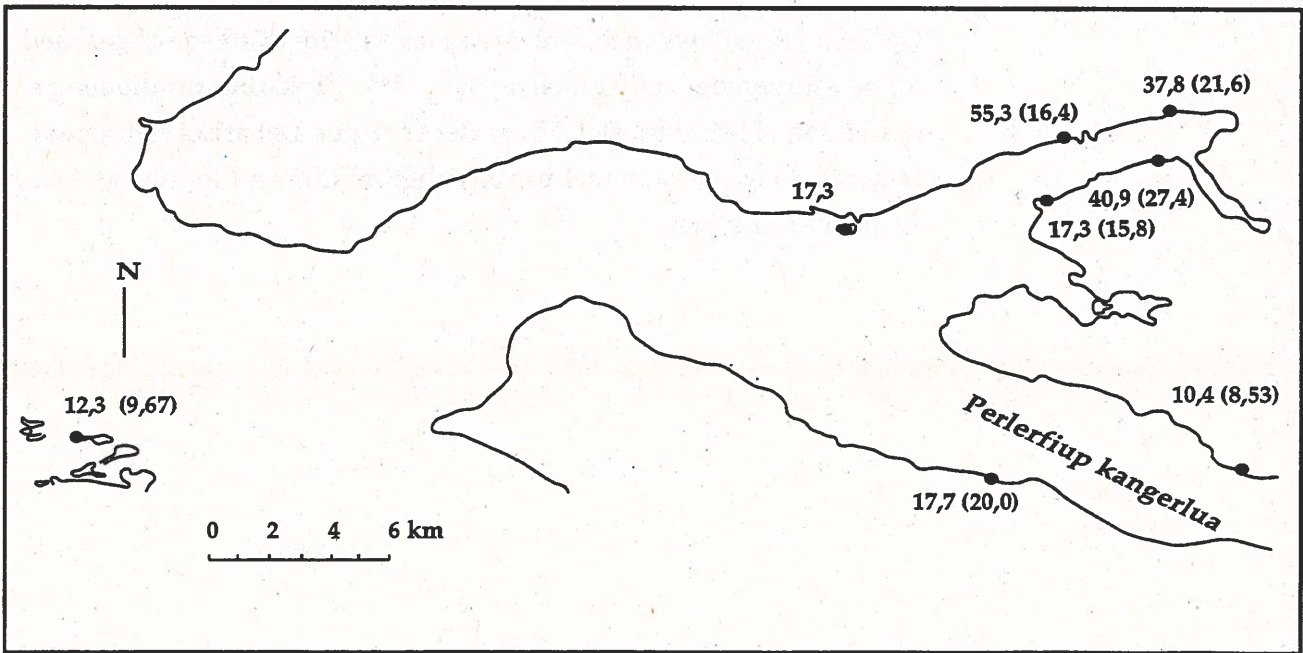 37,8 (21,6)
55,3 (16,4)
17,3
40,9 (27,4)
17,3 (15,8)
N
12,3 (9,67)
10,4 (8,53)
Perlerfiup kangerlua
17,7 (20,0)
0 2 4 6 km